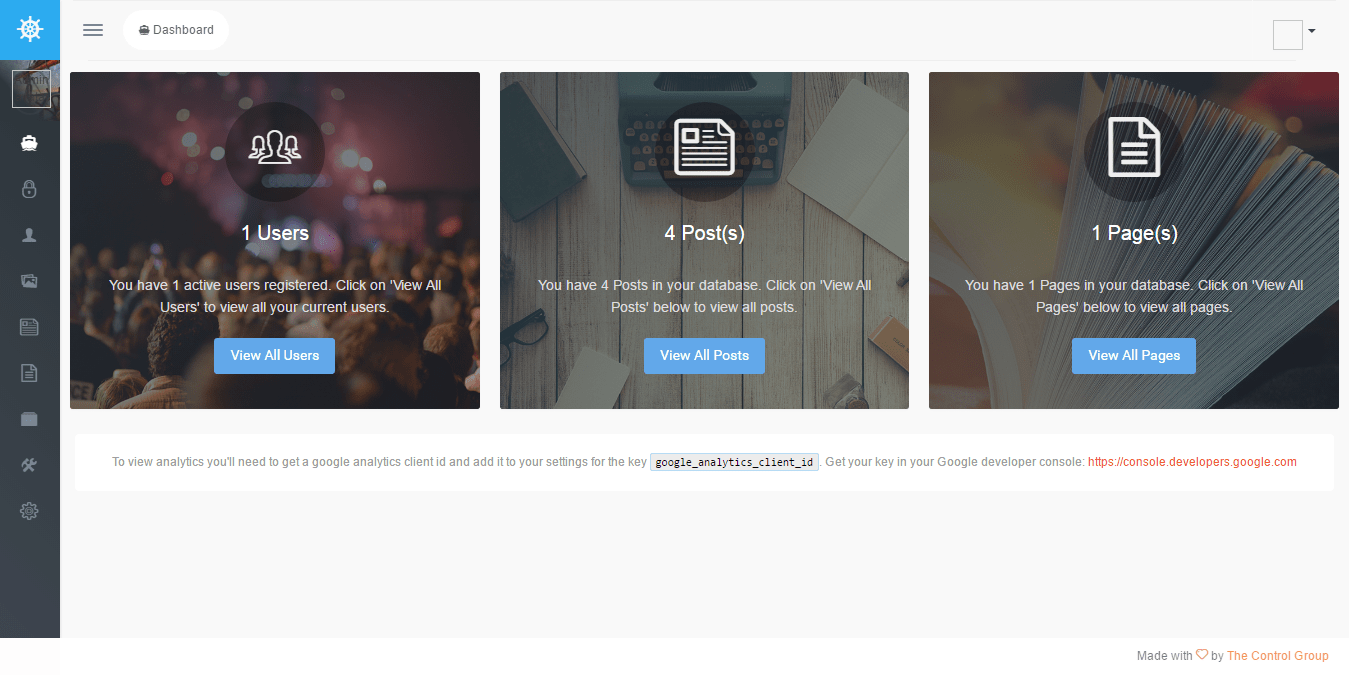 Dashboard
1 Users
You have 1 active users registered. Click on 'View All
Users' to view all your current users.
View All Users
4 Post(s)
You have 4 Posts in your database. Click on 'View All
Posts' below to view all posts.
View All Posts
1 Page(s)
You have 1 Pages in your database. Click on 'View All
Pages' below to view all pages.
View All Pages
To view analytics you'll need to get a google analytics client id and add it to your settings for the key google_analytics_client_id. Get your key in your Google developer console: https://console.developers.google.com
Made with by The Control Group